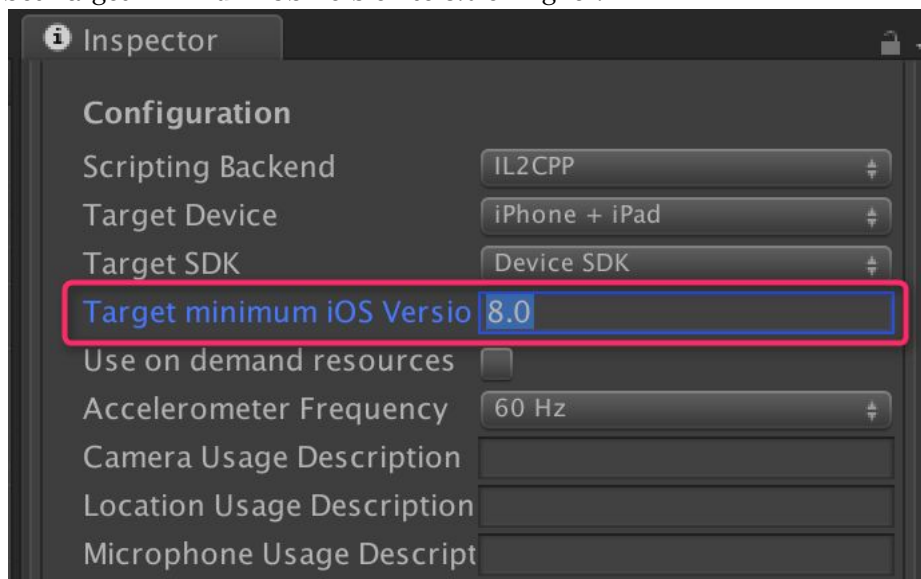 Inspector
Configuration
Scripting Backend IL2CPP
Target Device iPhone + iPad
Target SDK Device SDK
Target minimum iOS Versio 8.0
Use on demand resources
Accelerometer Frequency 60 Hz
Camera Usage Description
Location Usage Description
Microphone Usage Descript